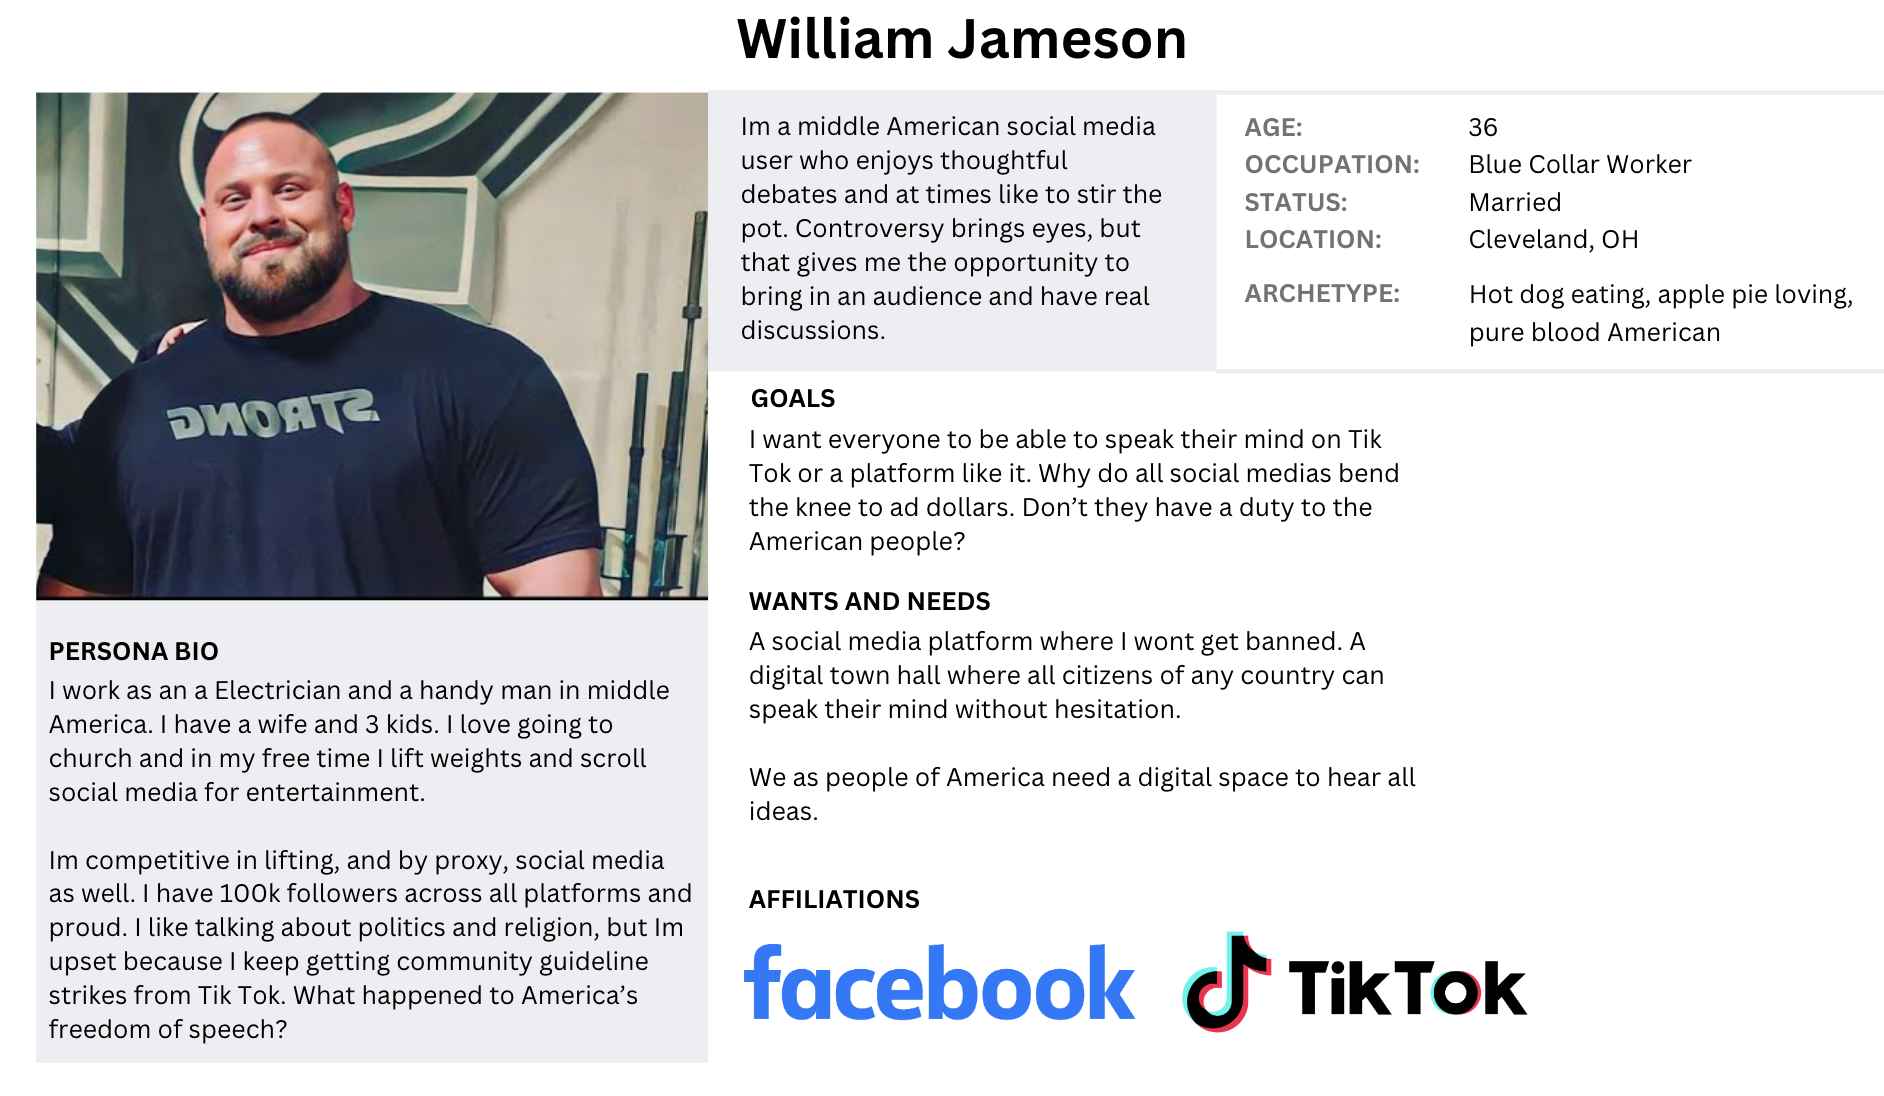 William Jameson
STRONG
Im a middle American social media
user who enjoys thoughtful
debates and at times like to stir the
pot. Controversy brings eyes, but
that gives me the opportunity to
bring in an audience and have real
discussions.
AGE: 36
OCCUPATION: Blue Collar Worker
STATUS: Married
LOCATION: Cleveland, OH
ARCHETYPE: Hot dog eating, apple pie loving,
pure blood American
PERSONA BIO
I work as an a Electrician and a handy man in middle
America. I have a wife and 3 kids. I love going to
church and in my free time I lift weights and scroll
social media for entertainment.
Im competitive in lifting, and by proxy, social media
as well. I have 100k followers across all platforms and
proud. I like talking about politics and religion, but Im
upset because I keep getting community guideline
strikes from Tik Tok. What happened to America’s
freedom of speech?
GOALS
I want everyone to be able to speak their mind on Tik
Tok or a platform like it. Why do all social medias bend
the knee to ad dollars. Don’t they have a duty to the
American people?
WANTS AND NEEDS
A social media platform where I wont get banned. A
digital town hall where all citizens of any country can
speak their mind without hesitation.
We as people of America need a digital space to hear all
ideas.
AFFILIATIONS
facebook TikTok